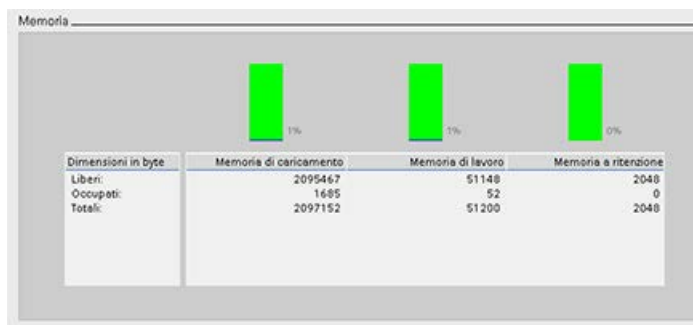 Memoria
1% 1% 0%
Dimensioni in byte Memoria di caricamento Memoria di lavoro Memoria a ritenzione
Liberi: 2095467 51148 2048
Occupati: 1685 52 0
Totali: 2097152 51200 2048